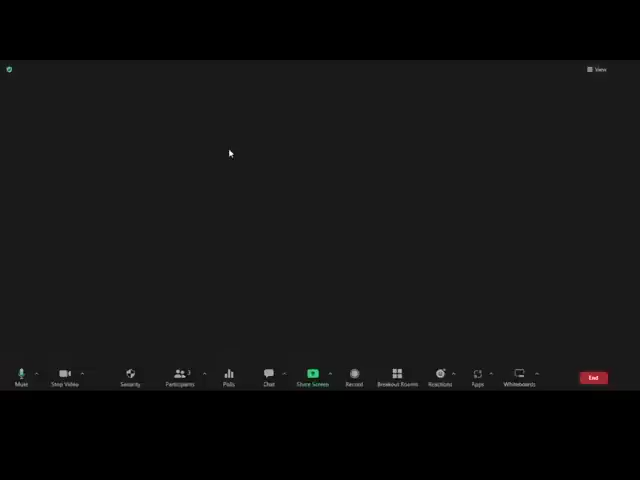 View
3
Mute
Stop Video
Security
Participants
Polls
Chat
Share Screen
Record
Breakout Rooms
Reactions
Apps
Whiteboards
End